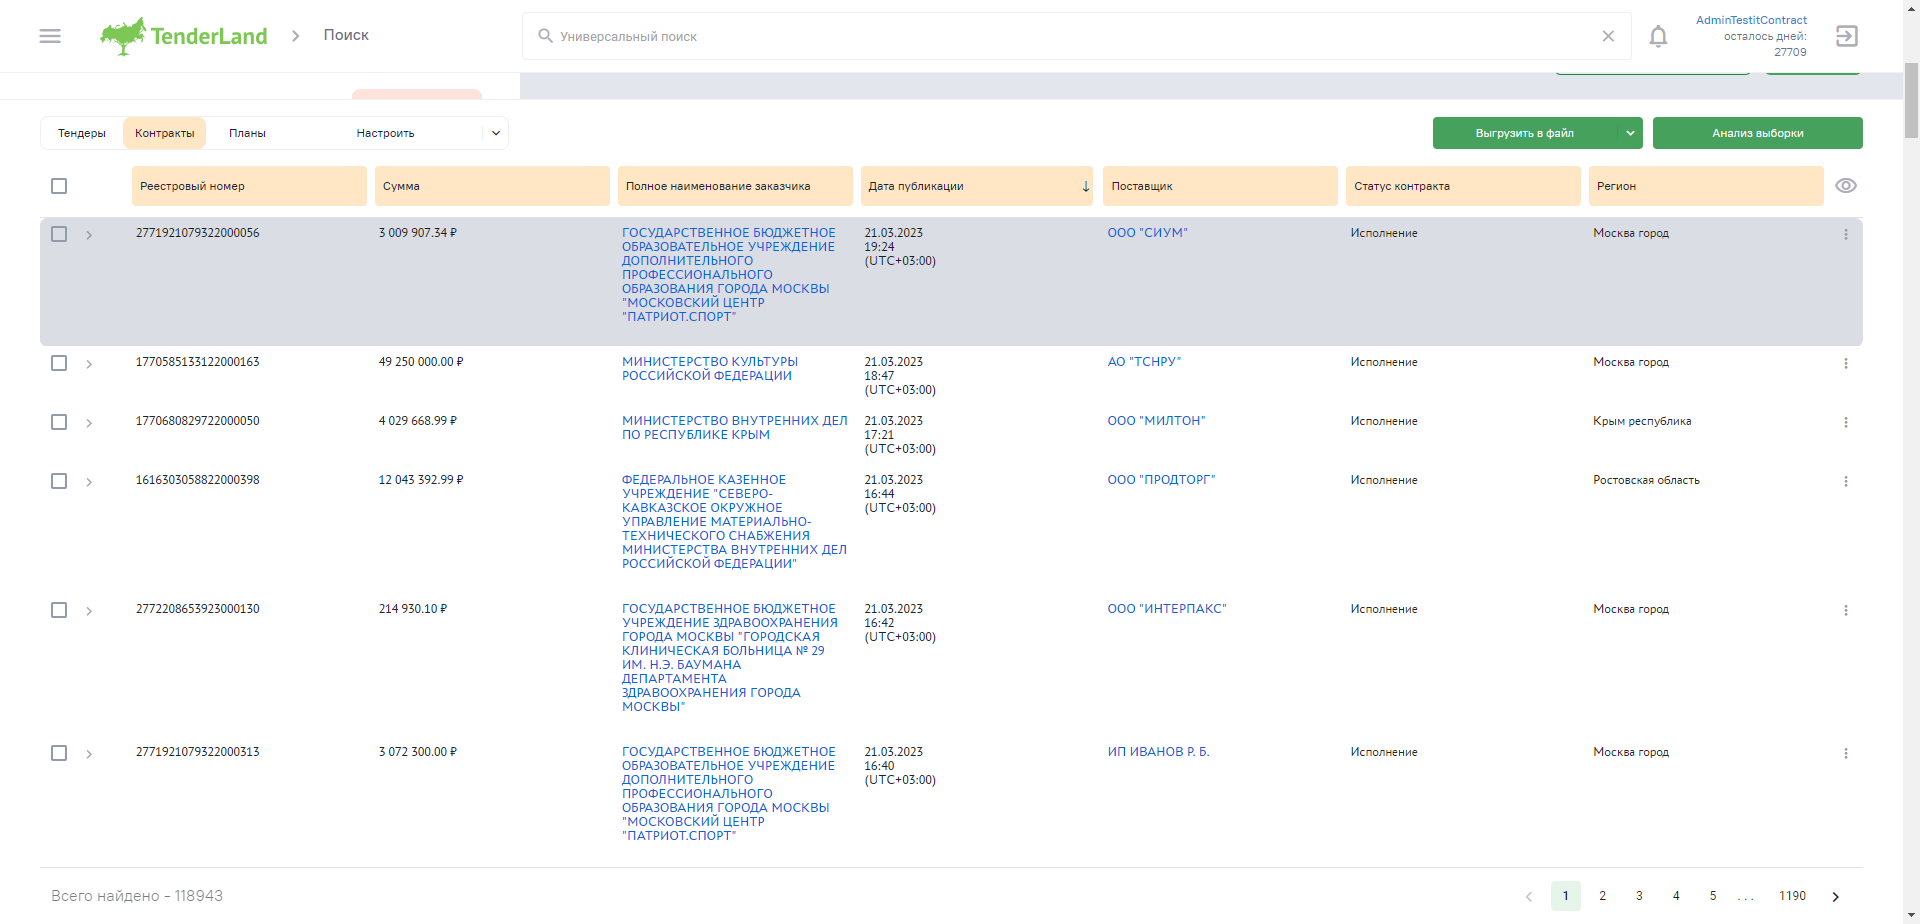 TenderLand
Поиск
Универсальный поиск
AdminTestitContract
осталось дней:
27709
Тендеры
Контракты
Планы
Настроить
Выгрузить в файл
Анализ выборки
Реестровый номер
Сумма
Полное наименование заказчика
Дата публикации
Поставщик
Статус контракта
Регион
2771921079322000056
3 009 907.34 ₽
ГОСУДАРСТВЕННОЕ БЮДЖЕТНОЕ
ОБРАЗОВАТЕЛЬНОЕ УЧРЕЖДЕНИЕ
ДОПОЛНИТЕЛЬНОГО
ПРОФЕССИОНАЛЬНОГО
ОБРАЗОВАНИЯ ГОРОДА МОСКВЫ
"МОСКОВСКИЙ ЦЕНТР
"ПАТРИОТ.СПОРТ"
21.03.2023
19:24
(UTC+03:00)
ООО "СИУМ"
Исполнение
Москва город
1770585133122000163
49 250 000.00 ₽
МИНИСТЕРСТВО КУЛЬТУРЫ
РОССИЙСКОЙ ФЕДЕРАЦИИ
21.03.2023
18:47
(UTC+03:00)
АО "ТСНРУ"
Исполнение
Москва город
1770680829722000050
4 029 668.99 ₽
МИНИСТЕРСТВО ВНУТРЕННИХ ДЕЛ
ПО РЕСПУБЛИКЕ КРЫМ
21.03.2023
17:21
(UTC+03:00)
ООО "МИЛТОН"
Исполнение
Крым республика
1616303058822000398
12 043 392.99 ₽
ФЕДЕРАЛЬНОЕ КАЗЕННОЕ
УЧРЕЖДЕНИЕ "СЕВЕРО-
КАВКАЗСКОЕ ОКРУЖНОЕ
УПРАВЛЕНИЕ МАТЕРИАЛЬНО-
ТЕХНИЧЕСКОГО СНАБЖЕНИЯ
МИНИСТЕРСТВА ВНУТРЕННИХ ДЕЛ
РОССИЙСКОЙ ФЕДЕРАЦИИ"
21.03.2023
16:44
(UTC+03:00)
ООО "ПРОДТОРГ"
Исполнение
Ростовская область
2772208653923000130
214 930.10 ₽
ГОСУДАРСТВЕННОЕ БЮДЖЕТНОЕ
УЧРЕЖДЕНИЕ ЗДРАВООХРАНЕНИЯ
ГОРОДА МОСКВЫ "ГОРОДСКАЯ
КЛИНИЧЕСКАЯ БОЛЬНИЦА № 29
ИМ. Н.Э. БАУМАНА
ДЕПАРТАМЕНТА
ЗДРАВООХРАНЕНИЯ ГОРОДА
МОСКВЫ"
21.03.2023
16:42
(UTC+03:00)
ООО "ИНТЕРПАКС"
Исполнение
Москва город
2771921079322000313
3 072 300.00 ₽
ГОСУДАРСТВЕННОЕ БЮДЖЕТНОЕ
ОБРАЗОВАТЕЛЬНОЕ УЧРЕЖДЕНИЕ
ДОПОЛНИТЕЛЬНОГО
ПРОФЕССИОНАЛЬНОГО
ОБРАЗОВАНИЯ ГОРОДА МОСКВЫ
"МОСКОВСКИЙ ЦЕНТР
"ПАТРИОТ.СПОРТ"
21.03.2023
16:40
(UTC+03:00)
ИП ИВАНОВ Р. Б.
Исполнение
Москва город
Всего найдено - 118943
1 2 3 4 5 ... 1190